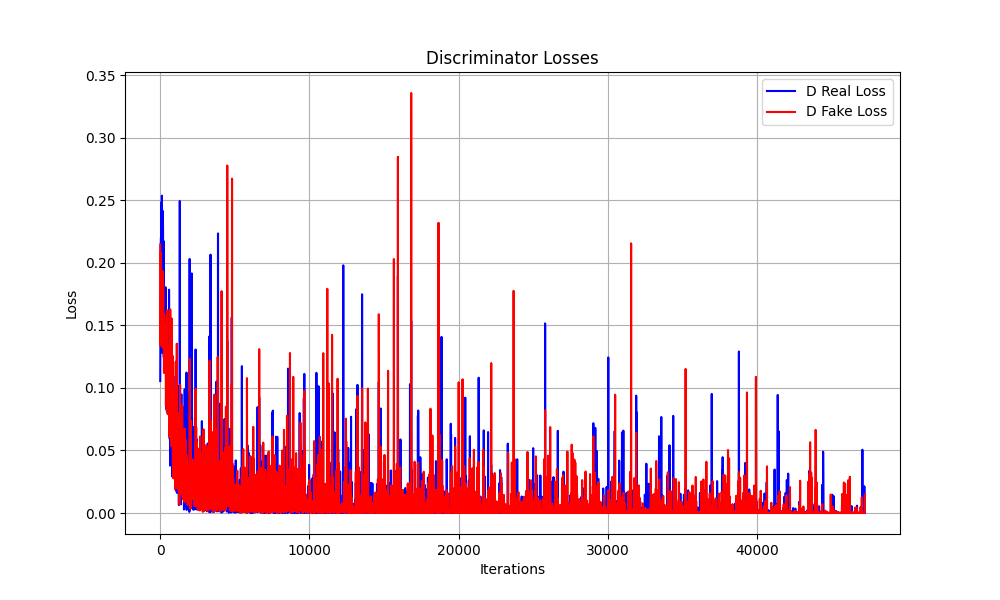 Discriminator Losses
0.35
0.30
0.25
0.20
0.15
0.10
0.05
0.00
Loss
D Real Loss
D Fake Loss
0 10000 20000 30000 40000
Iterations